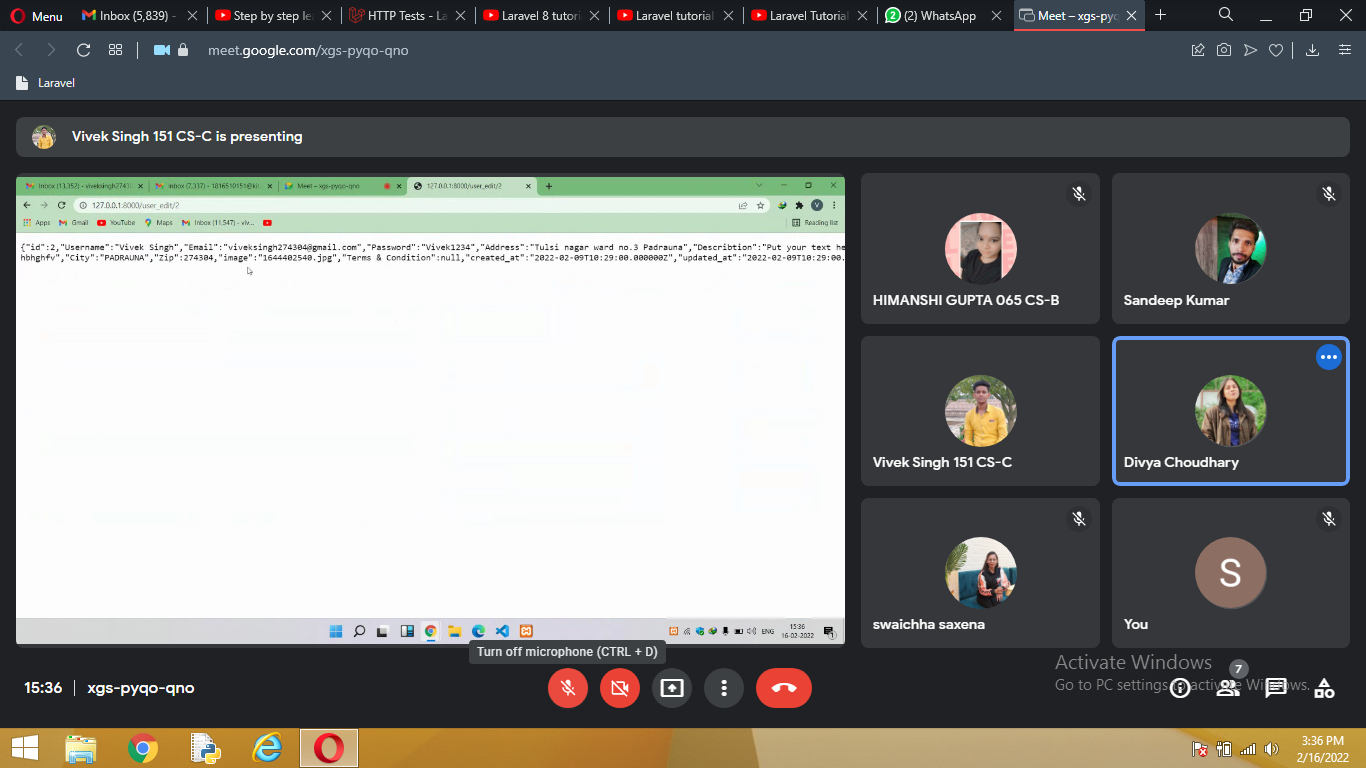 Menu
Inbox (5,839) -
Step by step le
HTTP Tests - La
Laravel 8 tutori
Laravel tutorial
Laravel Tutorial
(2) WhatsApp
Meet – xgs-pyq
meet.google.com/xgs-pyqo-qno
Laravel
Vivek Singh 151 CS-C is presenting
Inbox (13,352) - viveksingh27430
Inbox (7,337) - 1816510151@kit
Meet – xgs-pyqo-qno
127.0.0.1:8000/user_edit/2
127.0.0.1:8000/user_edit/2
Apps
Gmail
YouTube
Maps
Inbox (11,547) - viv...
Reading list
{"id":2,"Username":"Vivek Singh","Email":"viveksingh274304@gmail.com","Password":"Vivek1234","Address":"Tulsi nagar ward no.3 Padrauna","Describtion":"Put your text he
hbhghfv","City":"PADRAUNA","Zip":274304,"image":"1644402540.jpg","Terms & Condition":null,"created_at":"2022-02-09T10:29:00.000000Z","updated_at":"2022-02-09T10:29:00.
ENG
15:36
16-02-2022
HIMANSHI GUPTA 065 CS-B
Sandeep Kumar
Vivek Singh 151 CS-C
Divya Choudhary
swaichha saxena
S
You
Turn off microphone (CTRL + D)
15:36
xgs-pyqo-qno
7
Activate Windows
Go to PC settings to activate Windows.
3:36 PM
2/16/2022